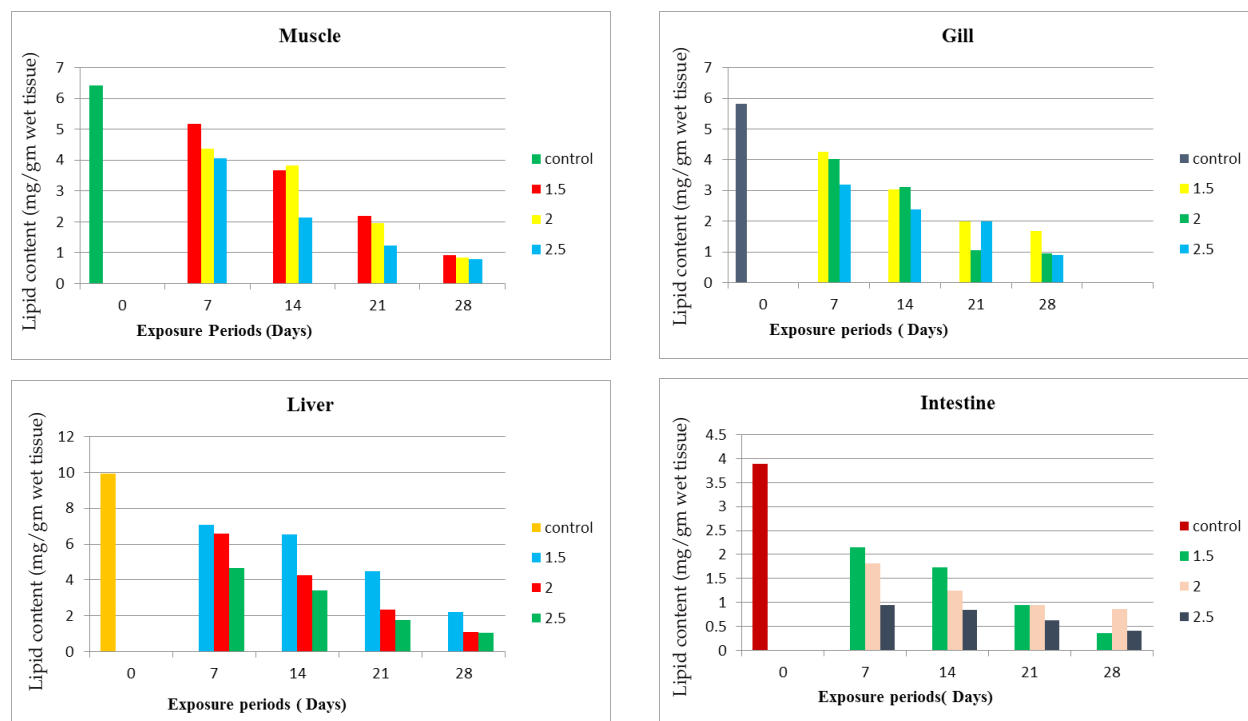 Muscle
Lipid content (mg/gm wet tissue)
7
6
5
4
3
2
1
0
0 7 14 21 28
Exposure Periods (Days)
control
1.5
2
2.5
Gill
Lipid content (mg/gm wet tissue)
7
6
5
4
3
2
1
0
0 7 14 21 28
Exposure periods ( Days)
control
1.5
2
2.5
Liver
Lipid content (mg/gm wet tissue)
12
10
8
6
4
2
0
0 7 14 21 28
Exposure periods ( Days)
control
1.5
2
2.5
Intestine
Lipid content (mg/gm wet tissue)
4.5
4
3.5
3
2.5
2
1.5
1
0.5
0
0 7 14 21 28
Exposure periods( Days)
control
1.5
2
2.5